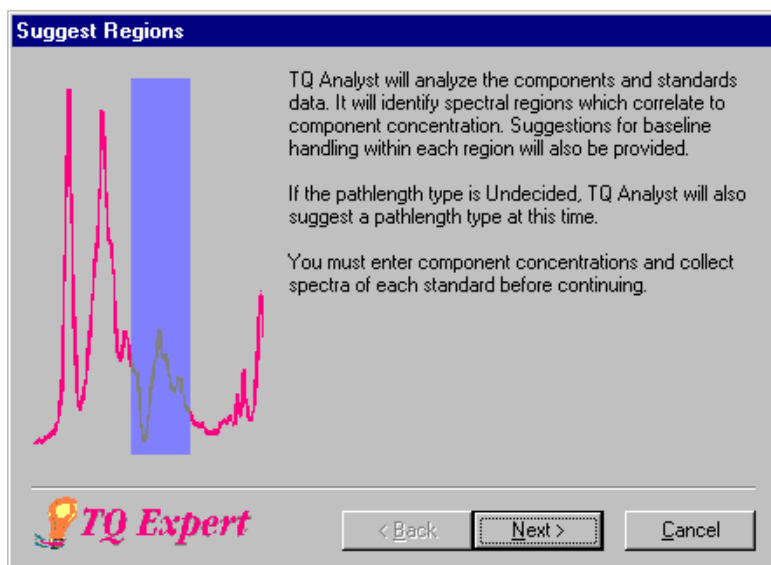 Suggest Regions
TQ Analyst will analyze the components and standards
data. It will identify spectral regions which correlate to
component concentration. Suggestions for baseline
handling within each region will also be provided.
If the pathlength type is Undecided, TQ Analyst will also
suggest a pathlength type at this time.
You must enter component concentrations and collect
spectra of each standard before continuing.
TQ Expert
< Back
Next >
Cancel